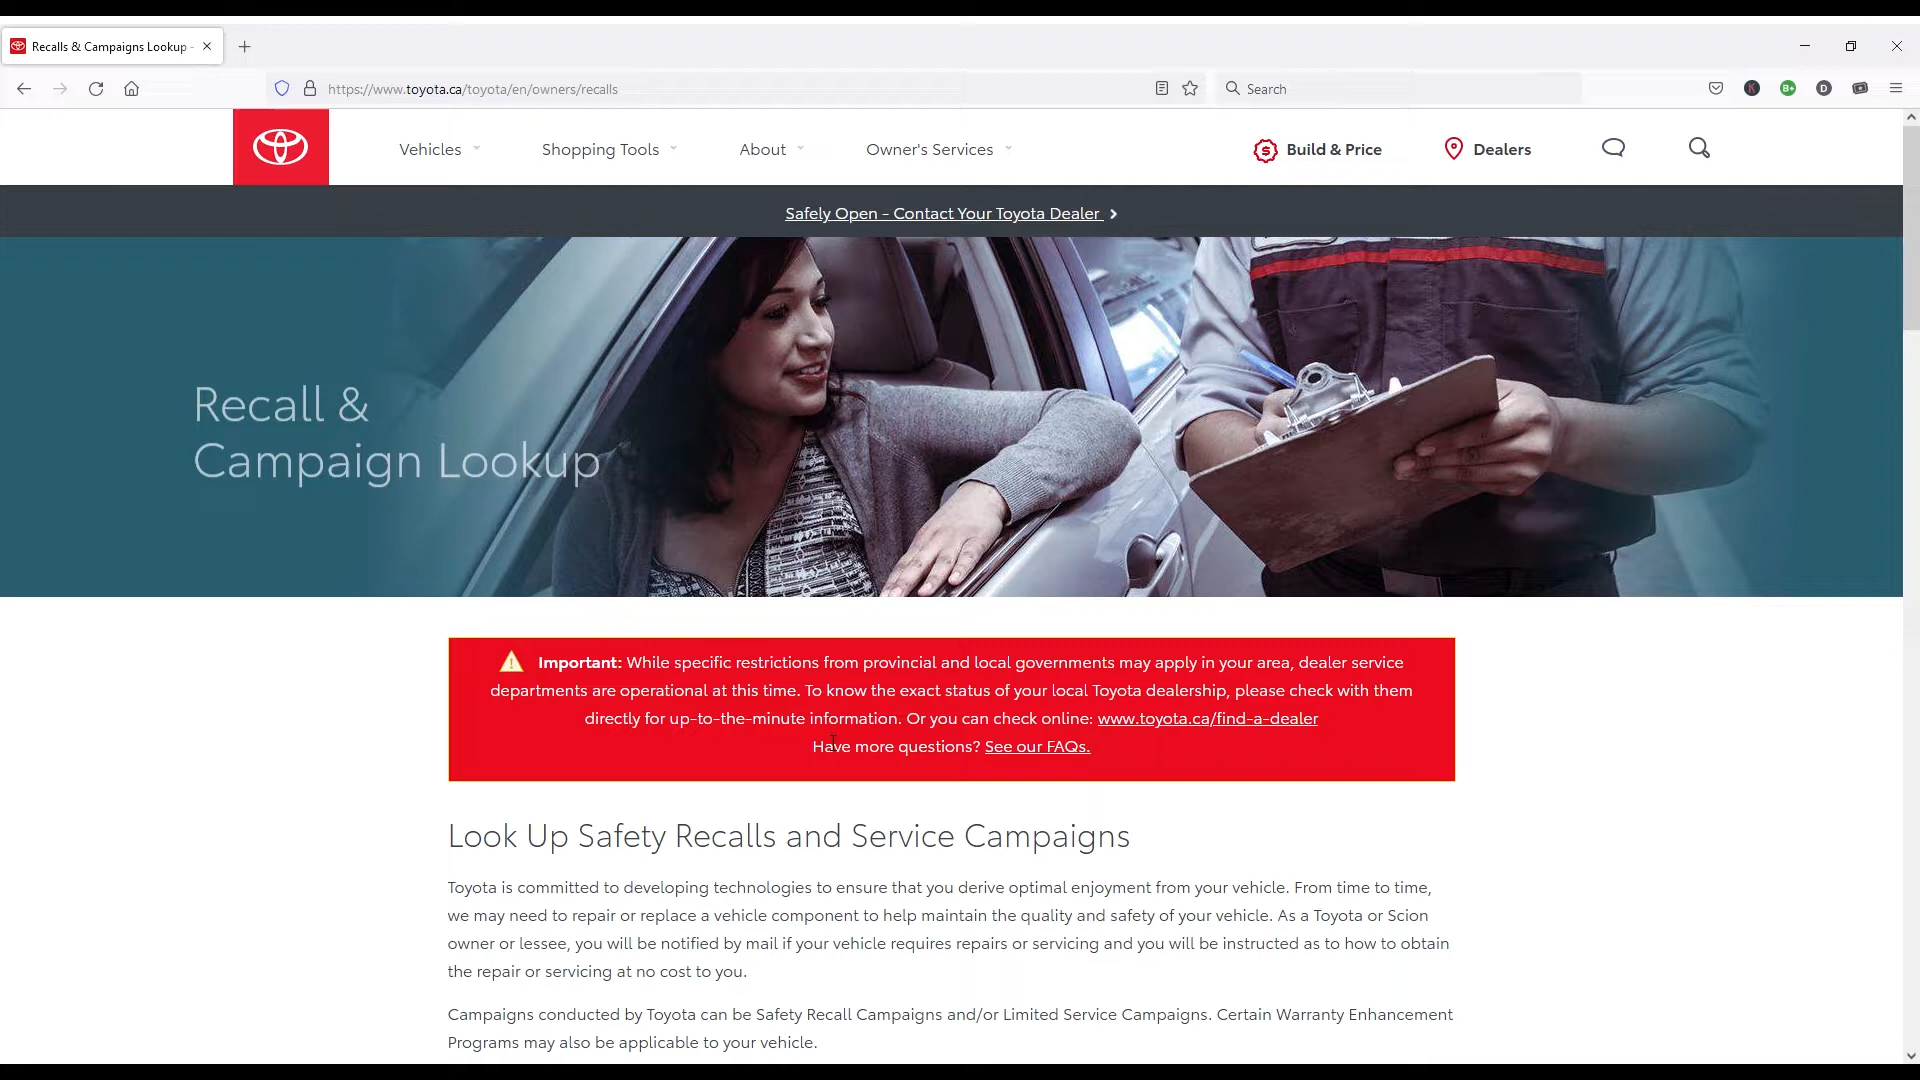 Recalls & Campaigns Lookup -
https://www.toyota.ca/toyota/en/owners/recalls
Search
K
B+
D
Vehicles
Shopping Tools
About
Owner's Services
Build & Price
Dealers
Safely Open - Contact Your Toyota Dealer
Recall &
Campaign Lookup
Important: While specific restrictions from provincial and local governments may apply in your area, dealer service
departments are operational at this time. To know the exact status of your local Toyota dealership, please check with them
directly for up-to-the-minute information. Or you can check online: www.toyota.ca/find-a-dealer
Have more questions? See our FAQs.
Look Up Safety Recalls and Service Campaigns
Toyota is committed to developing technologies to ensure that you derive optimal enjoyment from your vehicle. From time to time,
we may need to repair or replace a vehicle component to help maintain the quality and safety of your vehicle. As a Toyota or Scion
owner or lessee, you will be notified by mail if your vehicle requires repairs or servicing and you will be instructed as to how to obtain
the repair or servicing at no cost to you.
Campaigns conducted by Toyota can be Safety Recall Campaigns and/or Limited Service Campaigns. Certain Warranty Enhancement
Programs may also be applicable to your vehicle.